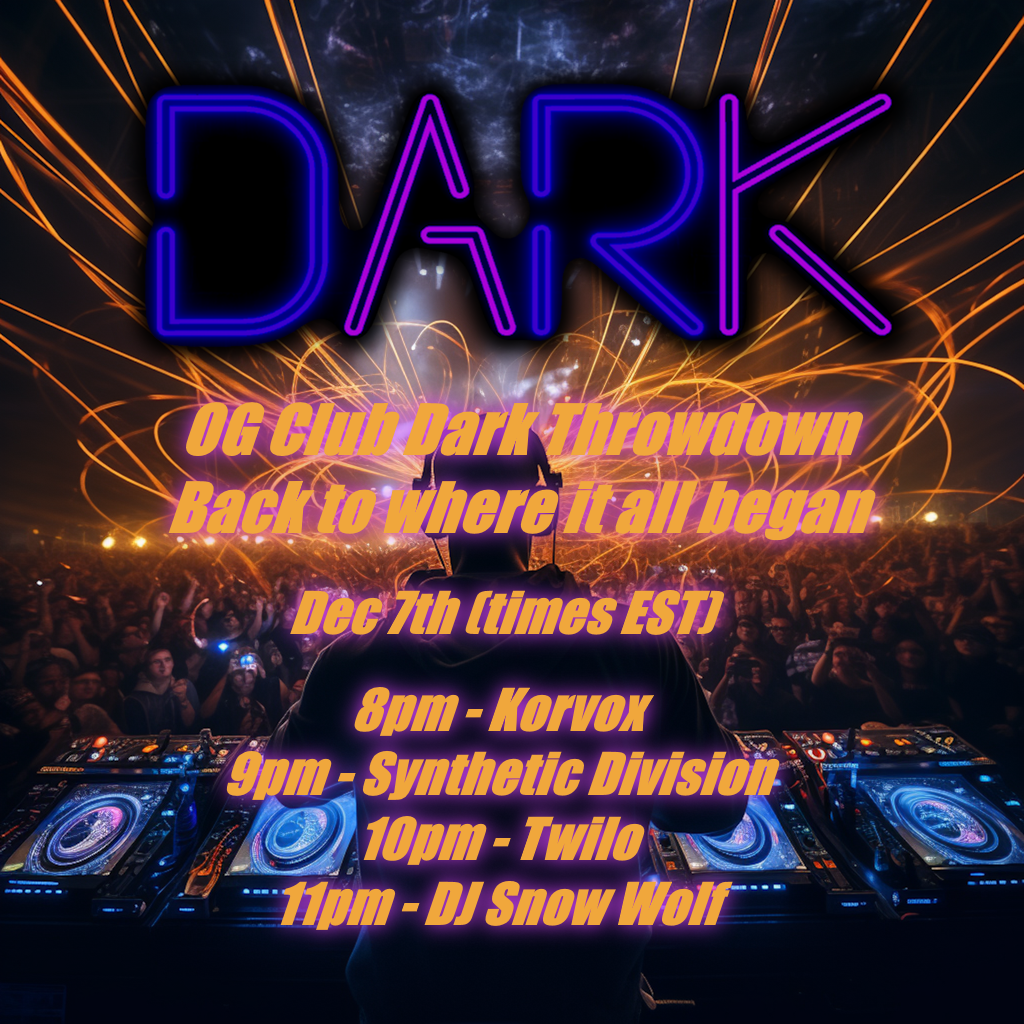 DARK
OG Club Dark Throwdown
Back to where it all began
Dec 7th (times EST)
8pm - Korvox
9pm - Synthetic Division
10pm - Twilo
11pm - DJ Snow Wolf